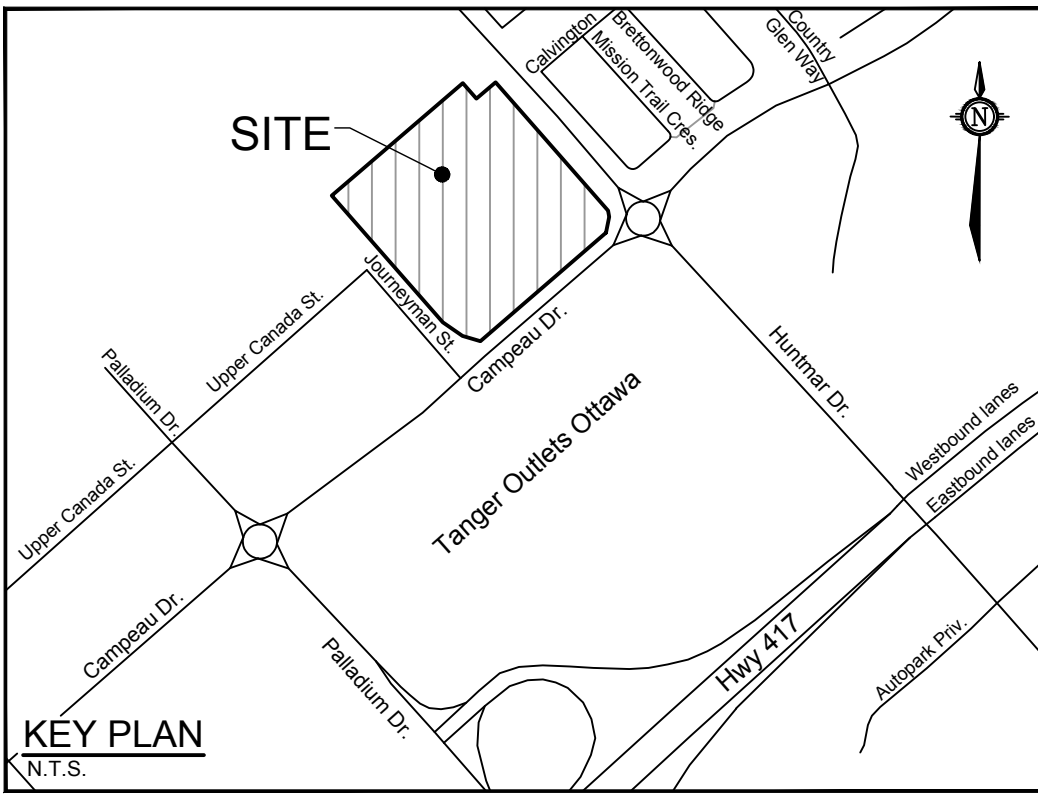 Country
Glen Way
Brettonwood Ridge
Calvington
Mission Trail Cres.
SITE
N
Journeyman St.
Upper Canada St.
Campeau Dr.
Huntmar Dr.
Palladium Dr.
Tanger Outlets Ottawa
Westbound lanes
Eastbound lanes
Upper Canada St.
Campeau Dr.
Palladium Dr.
Hwy 417
Autopark Priv.
KEY PLAN
N.T.S.